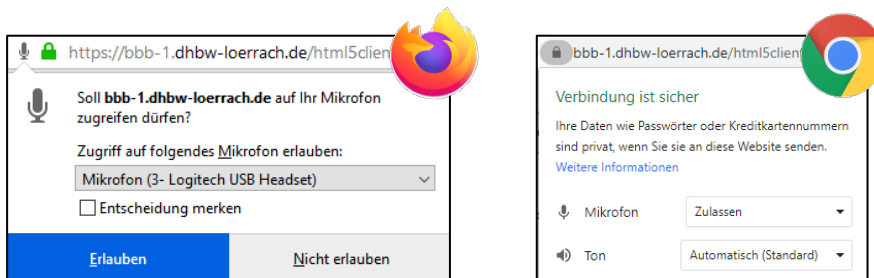 https://bbb-1.dhbw-loerrach.de/html5clien
Soll bbb-1.dhbw-loerrach.de auf Ihr Mikrofon
zugreifen dürfen?
Zugriff auf folgendes Mikrofon erlauben:
Mikrofon (3- Logitech USB Headset)
Entscheidung merken
Erlauben
Nicht erlauben
bbb-1.dhbw-loerrach.de/html5clien
Verbindung ist sicher
Ihre Daten wie Passwörter oder Kreditkartennummern
sind privat, wenn Sie sie an diese Website senden.
Weitere Informationen
Mikrofon Zulassen
Ton Automatisch (Standard)